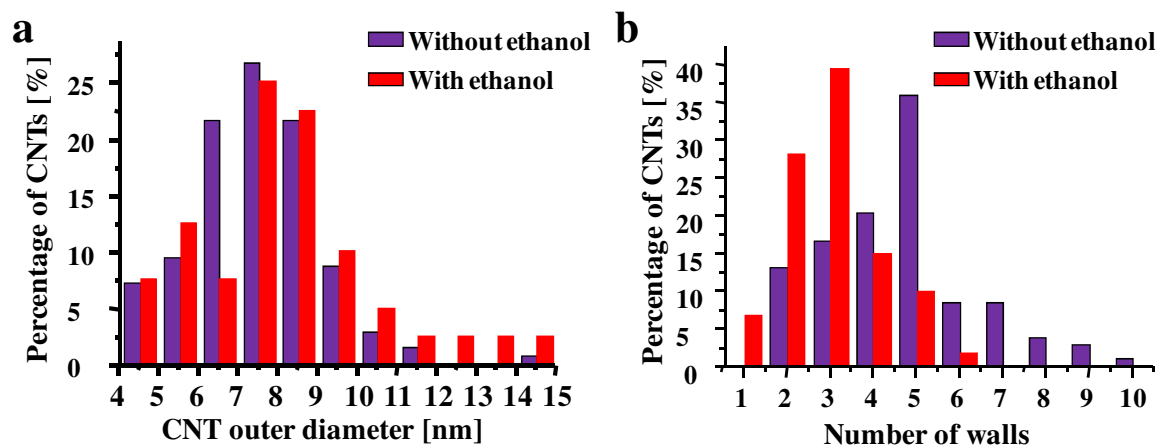 a
Without ethanol
With ethanol
Percentage of CNTs [%]
25
20
15
10
5
0
4 5 6 7 8 9 10 11 12 13 14 15
CNT outer diameter [nm]
b
Without ethanol
With ethanol
Percentage of CNTs [%]
40
35
30
25
20
15
10
5
0
1 2 3 4 5 6 7 8 9 10
Number of walls